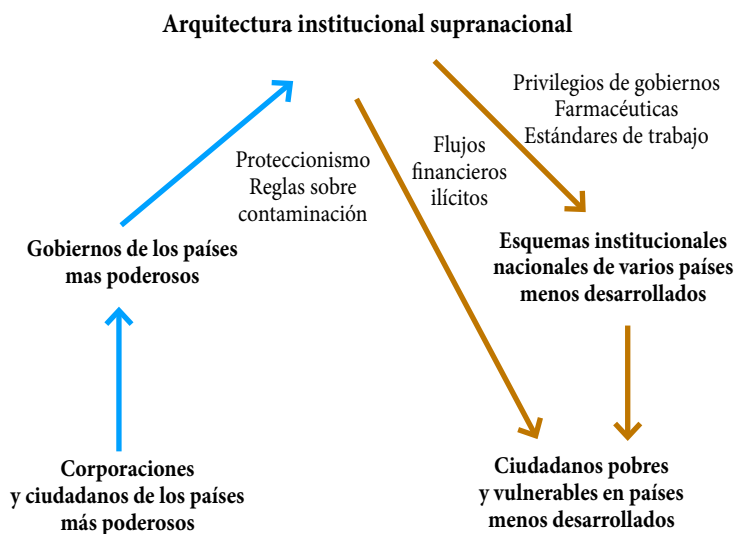 Arquitectura institucional supranacional
Privilegios de gobiernos
Farmacéuticas
Estándares de trabajo
Flujos
financieros
ilícitos
Proteccionismo
Reglas sobre
contaminación
Gobiernos de los países
mas poderosos
Esquemas institucionales
nacionales de varios países
menos desarrollados
Corporaciones
y ciudadanos de los países
más poderosos
Ciudadanos pobres
y vulnerables en países
menos desarrollados